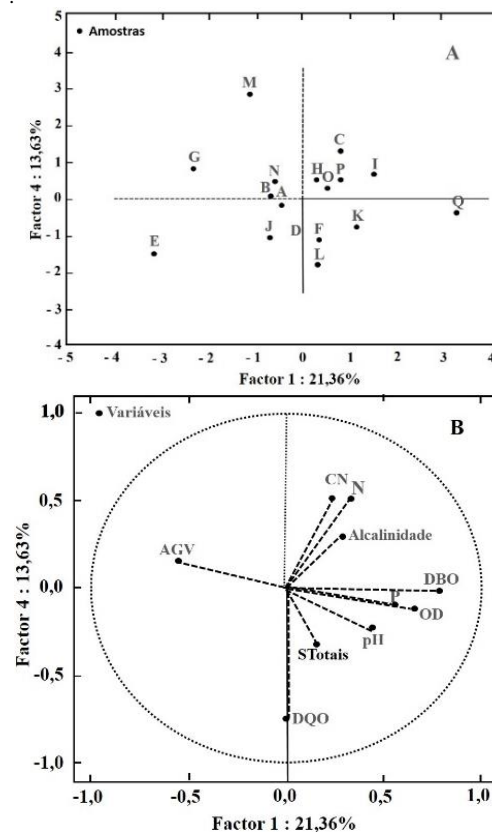 ● Amostras
A
5
4
M
3
2
C
G
1
N
H
P
I
O
B
A
0
Q
K
J
D
F
- 1
E
L
- 2
- 3
- 4
Factor 4 : 13,63%
- 5
- 4
- 3
- 2
- 1
0
1
2
3
4
Factor 1 : 21,36%
● Variáveis
B
1,0
CN
N
0,5
Alcalinidade
AGV
DBO
0,0
P
OD
pH
STotais
-0,5
DQO
-1,0
Factor 4 : 13,63%
-1,0
-0,5
0,0
0,5
1,0
Factor 1 : 21,36%